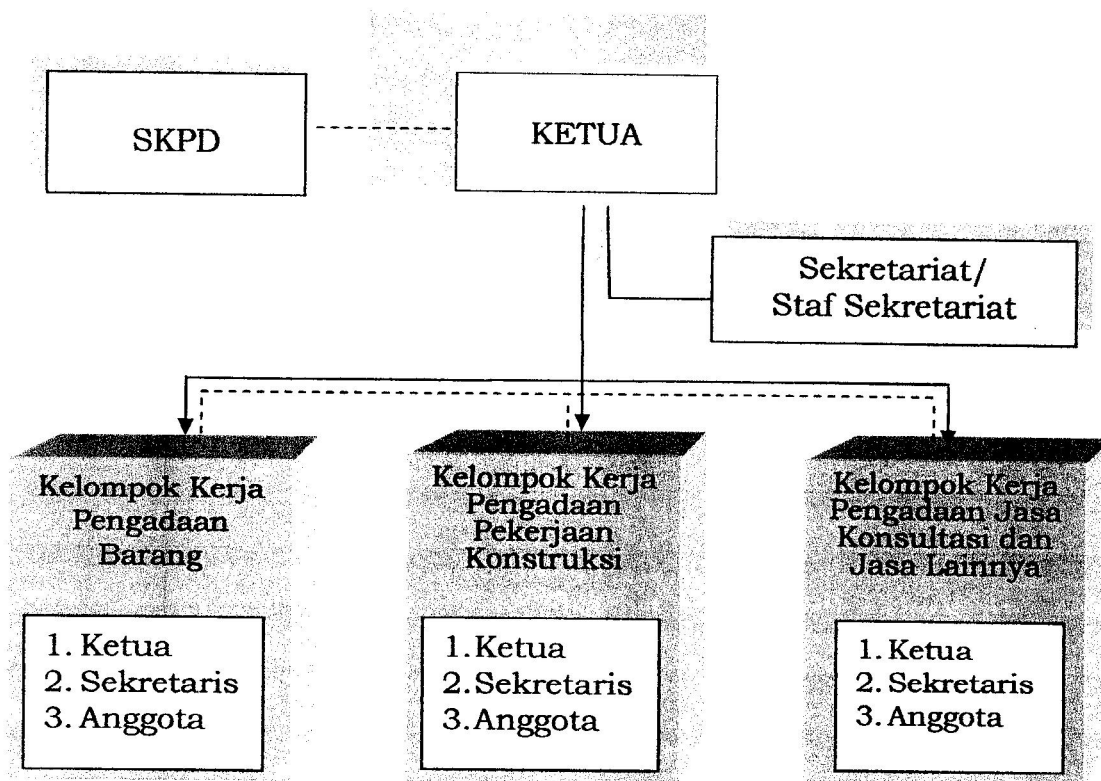 SKPD
KETUA
Sekretariat/
Staf Sekretariat
Kelompok Kerja
Pengadaan
Barang
1. Ketua
2. Sekretaris
3. Anggota
Kelompok Kerja
Pengadaan
Pekerjaan
Konstruksi
1. Ketua
2. Sekretaris
3. Anggota
Kelompok Kerja
Pengadaan Jasa
Konsultasi dan
Jasa Lainnya
1. Ketua
2. Sekretaris
3. Anggota